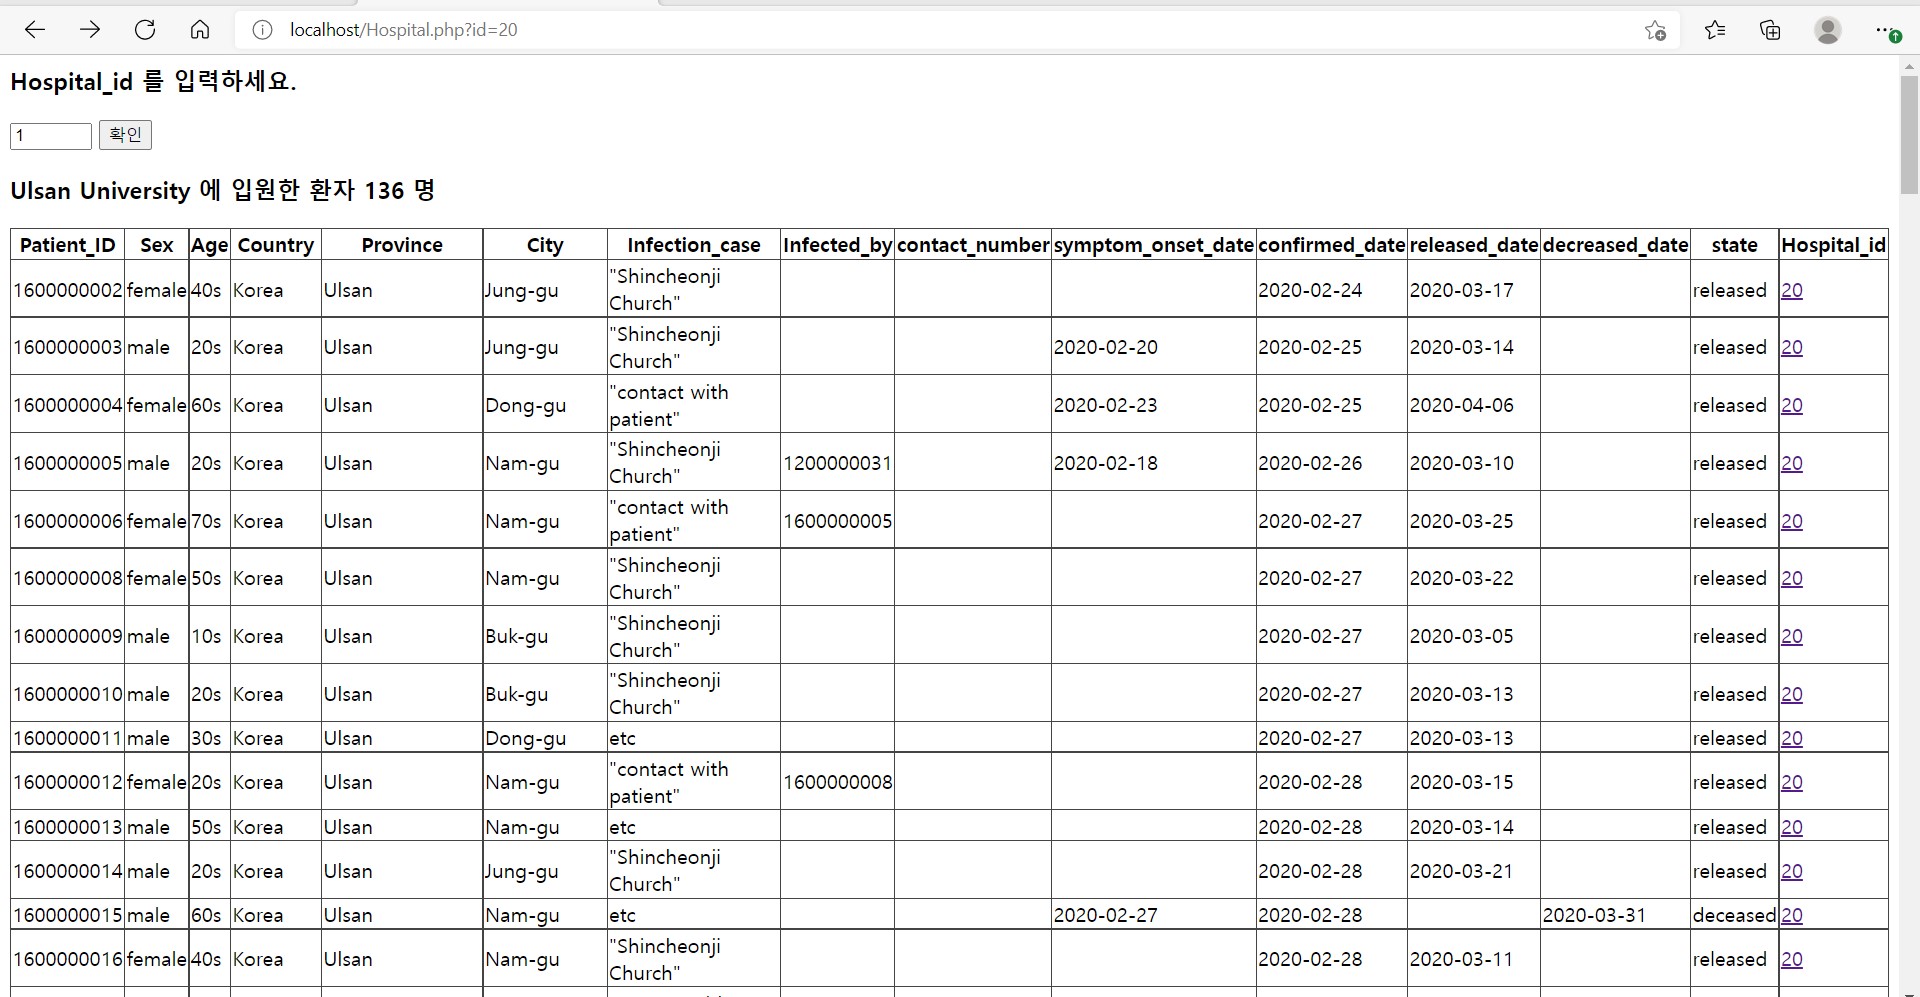 localhost/Hospital.php?id=20
Hospital_id 를 입력하세요.
1 확인
Ulsan University 에 입원한 환자 136 명
Patient_ID Sex Age Country Province City Infection_case Infected_by contact_number symptom_onset_date confirmed_date released_date decreased_date state Hospital_id
1600000002 female 40s Korea Ulsan Jung-gu "Shincheonji Church" 2020-02-24 2020-03-17 released 20
1600000003 male 20s Korea Ulsan Jung-gu "Shincheonji Church" 2020-02-20 2020-02-25 2020-03-14 released 20
1600000004 female 60s Korea Ulsan Dong-gu "contact with patient" 2020-02-23 2020-02-25 2020-04-06 released 20
1600000005 male 20s Korea Ulsan Nam-gu "Shincheonji Church" 1200000031 2020-02-18 2020-02-26 2020-03-10 released 20
1600000006 female 70s Korea Ulsan Nam-gu "contact with patient" 1600000005 2020-02-27 2020-03-25 released 20
1600000008 female 50s Korea Ulsan Nam-gu "Shincheonji Church" 2020-02-27 2020-03-22 released 20
1600000009 male 10s Korea Ulsan Buk-gu "Shincheonji Church" 2020-02-27 2020-03-05 released 20
1600000010 male 20s Korea Ulsan Buk-gu "Shincheonji Church" 2020-02-27 2020-03-13 released 20
1600000011 male 30s Korea Ulsan Dong-gu etc 2020-02-27 2020-03-13 released 20
1600000012 female 20s Korea Ulsan Nam-gu "contact with patient" 1600000008 2020-02-28 2020-03-15 released 20
1600000013 male 50s Korea Ulsan Nam-gu etc 2020-02-28 2020-03-14 released 20
1600000014 male 20s Korea Ulsan Jung-gu "Shincheonji Church" 2020-02-28 2020-03-21 released 20
1600000015 male 60s Korea Ulsan Nam-gu etc 2020-02-27 2020-02-28 2020-03-31 deceased 20
1600000016 female 40s Korea Ulsan Nam-gu "Shincheonji Church" 2020-02-28 2020-03-11 released 20